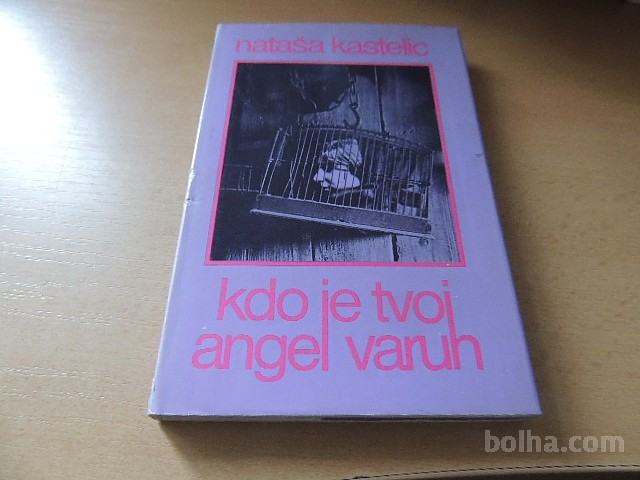 nataša kastelic
kdo je tvoj
angel varuh
bolha.com